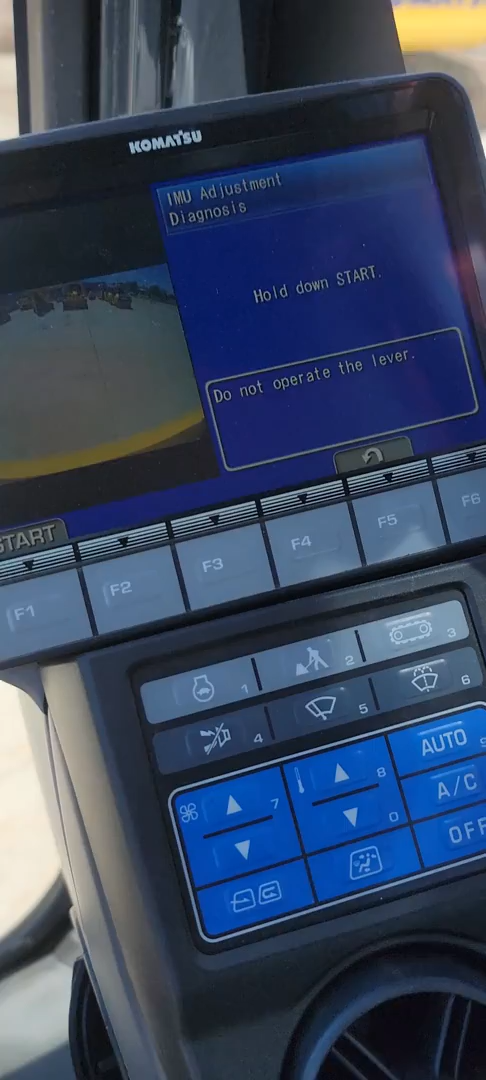 KOMATSU
IMU Adjustment
Diagnosis
Hold down START.
Do not operate the lever.
START
F1
F2
F3
F4
F5
F6
1
2
3
4
5
6
7
8
AUTO
9
0
A/C
OFF